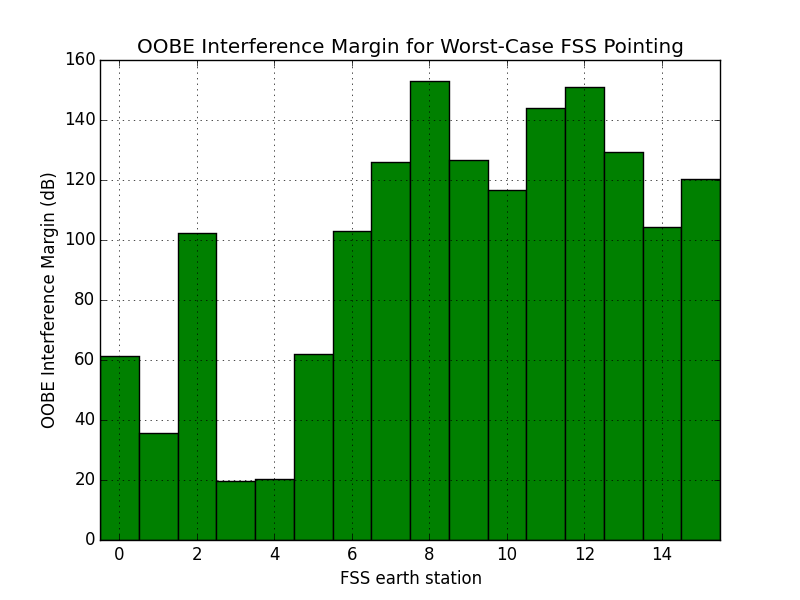 OOBE Interference Margin for Worst-Case FSS Pointing
160
140
120
100
80
60
40
20
0
OOBE Interference Margin (dB)
0 2 4 6 8 10 12 14
FSS earth station